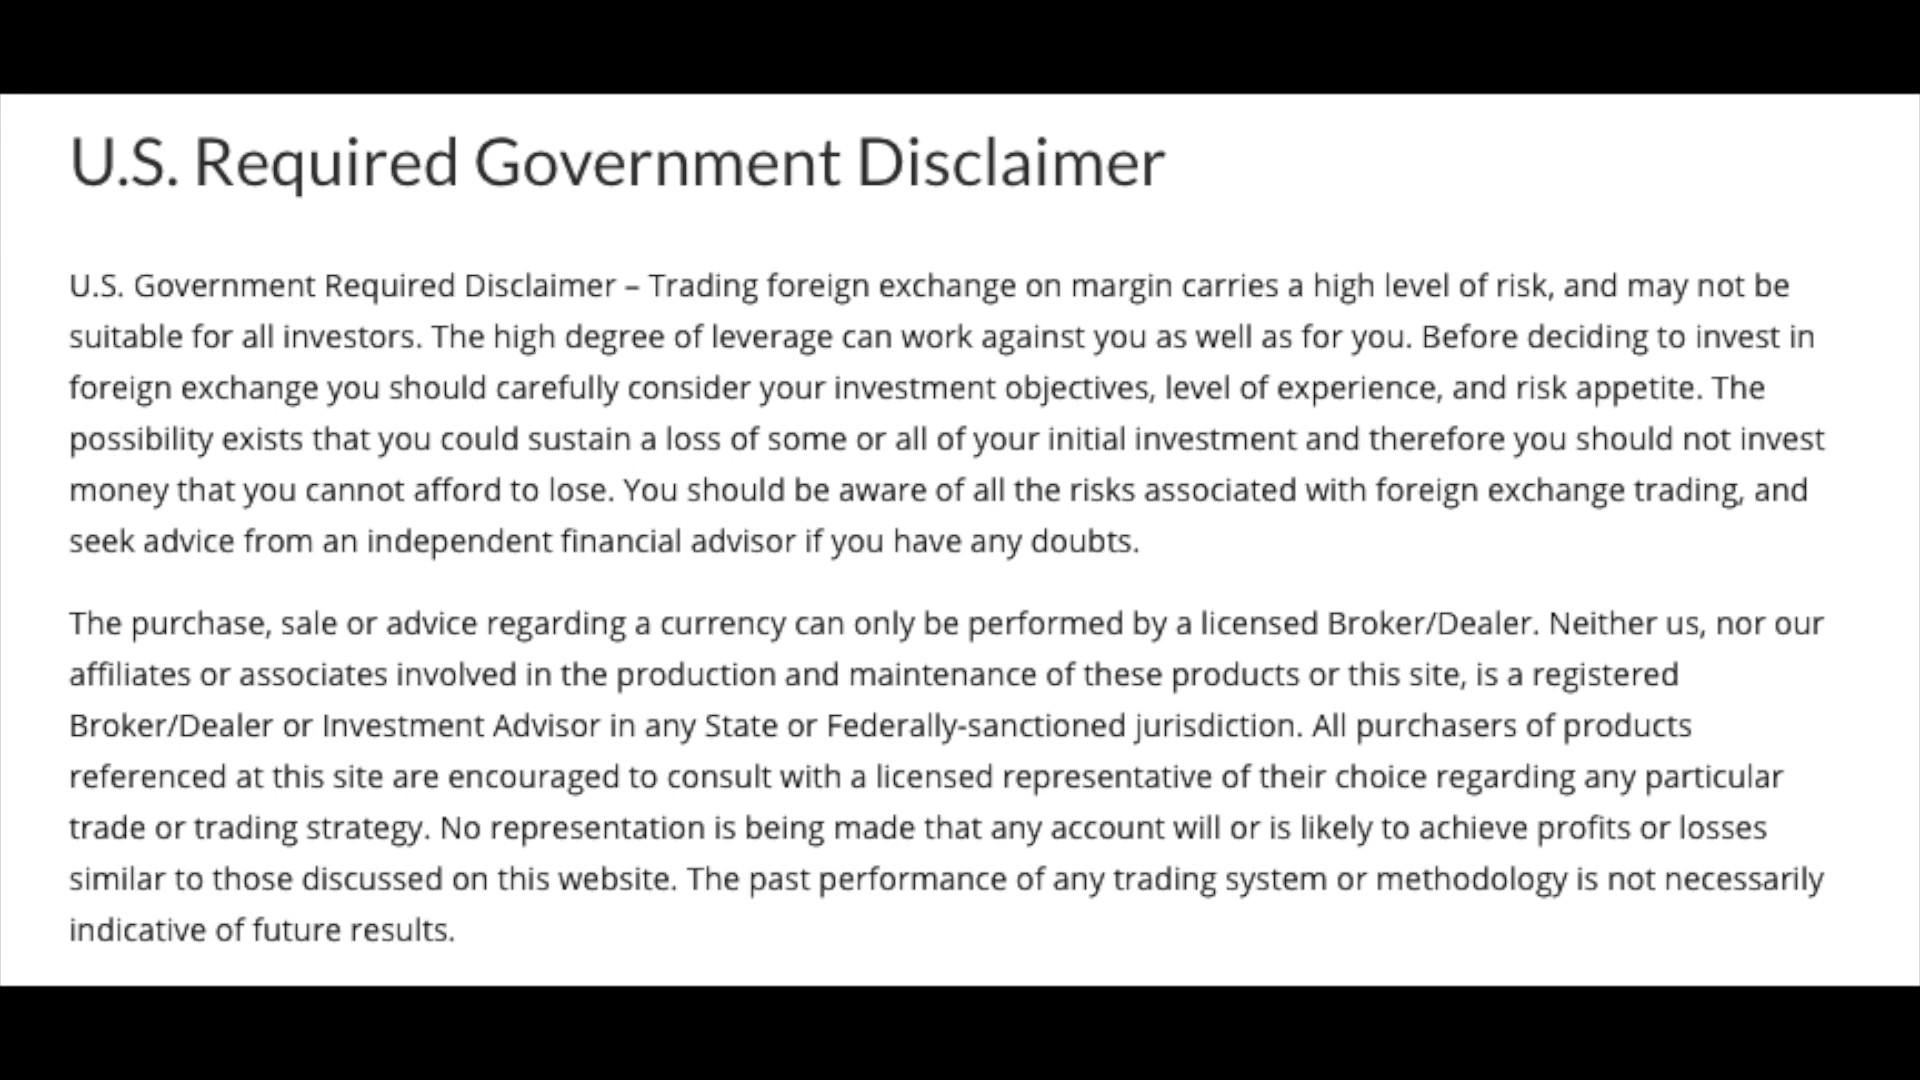 U.S. Required Government Disclaimer
U.S. Government Required Disclaimer – Trading foreign exchange on margin carries a high level of risk, and may not be
suitable for all investors. The high degree of leverage can work against you as well as for you. Before deciding to invest in
foreign exchange you should carefully consider your investment objectives, level of experience, and risk appetite. The
possibility exists that you could sustain a loss of some or all of your initial investment and therefore you should not invest
money that you cannot afford to lose. You should be aware of all the risks associated with foreign exchange trading, and
seek advice from an independent financial advisor if you have any doubts.
The purchase, sale or advice regarding a currency can only be performed by a licensed Broker/Dealer. Neither us, nor our
affiliates or associates involved in the production and maintenance of these products or this site, is a registered
Broker/Dealer or Investment Advisor in any State or Federally-sanctioned jurisdiction. All purchasers of products
referenced at this site are encouraged to consult with a licensed representative of their choice regarding any particular
trade or trading strategy. No representation is being made that any account will or is likely to achieve profits or losses
similar to those discussed on this website. The past performance of any trading system or methodology is not necessarily
indicative of future results.